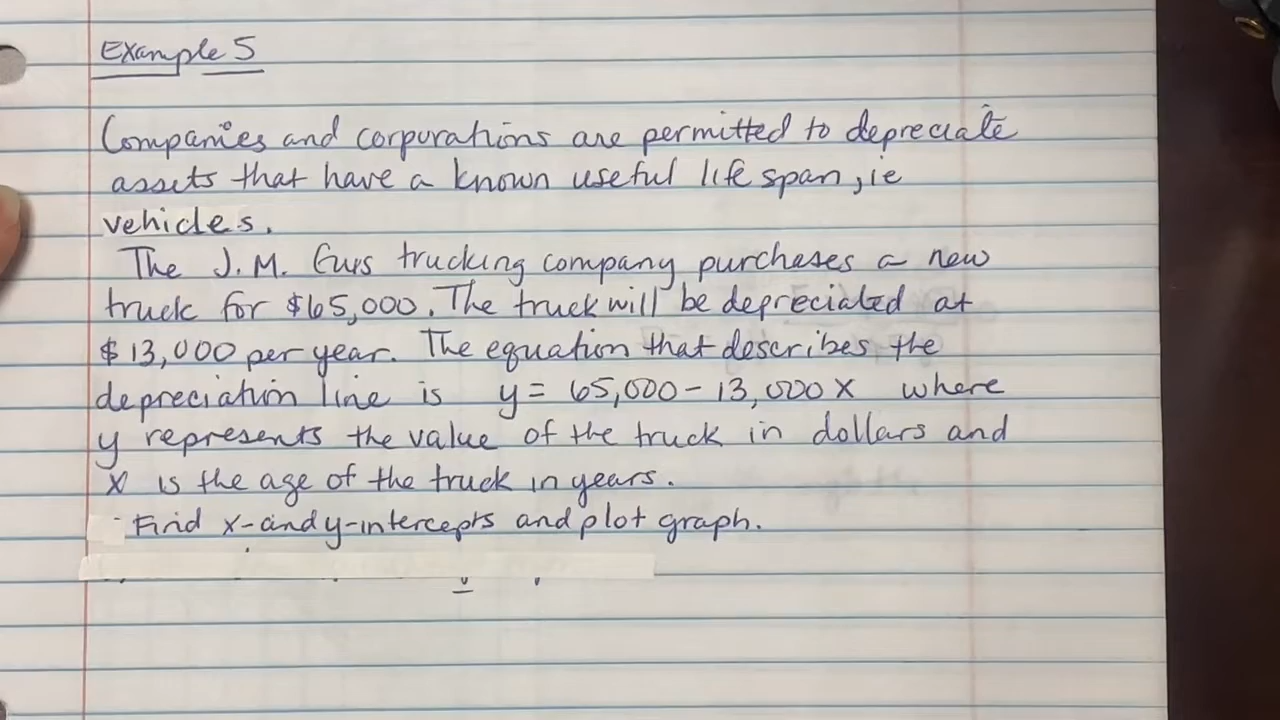 Example 5
Companies and corporations are permitted to depreciate
assets that have a known useful life span, ie
vehicles.
The J.M. Gus trucking company purchases a new
truck for $65,000. The truck will be depreciated at
$13,000 per year. The equation that describes the
depreciation line is y = 65,000 - 13,000x where
y represents the value of the truck in dollars and
x is the age of the truck in years.
Find x-and y-intercepts and plot graph.